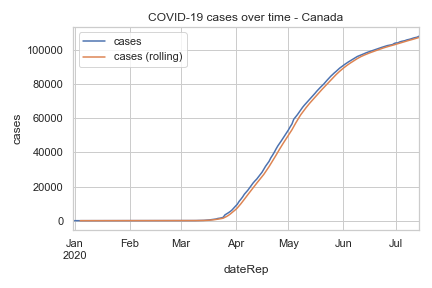 COVID-19 cases over time - Canada
cases
cases (rolling)
100000
80000
60000
40000
20000
0
cases
Jan Feb Mar Apr May Jun Jul
2020
dateRep